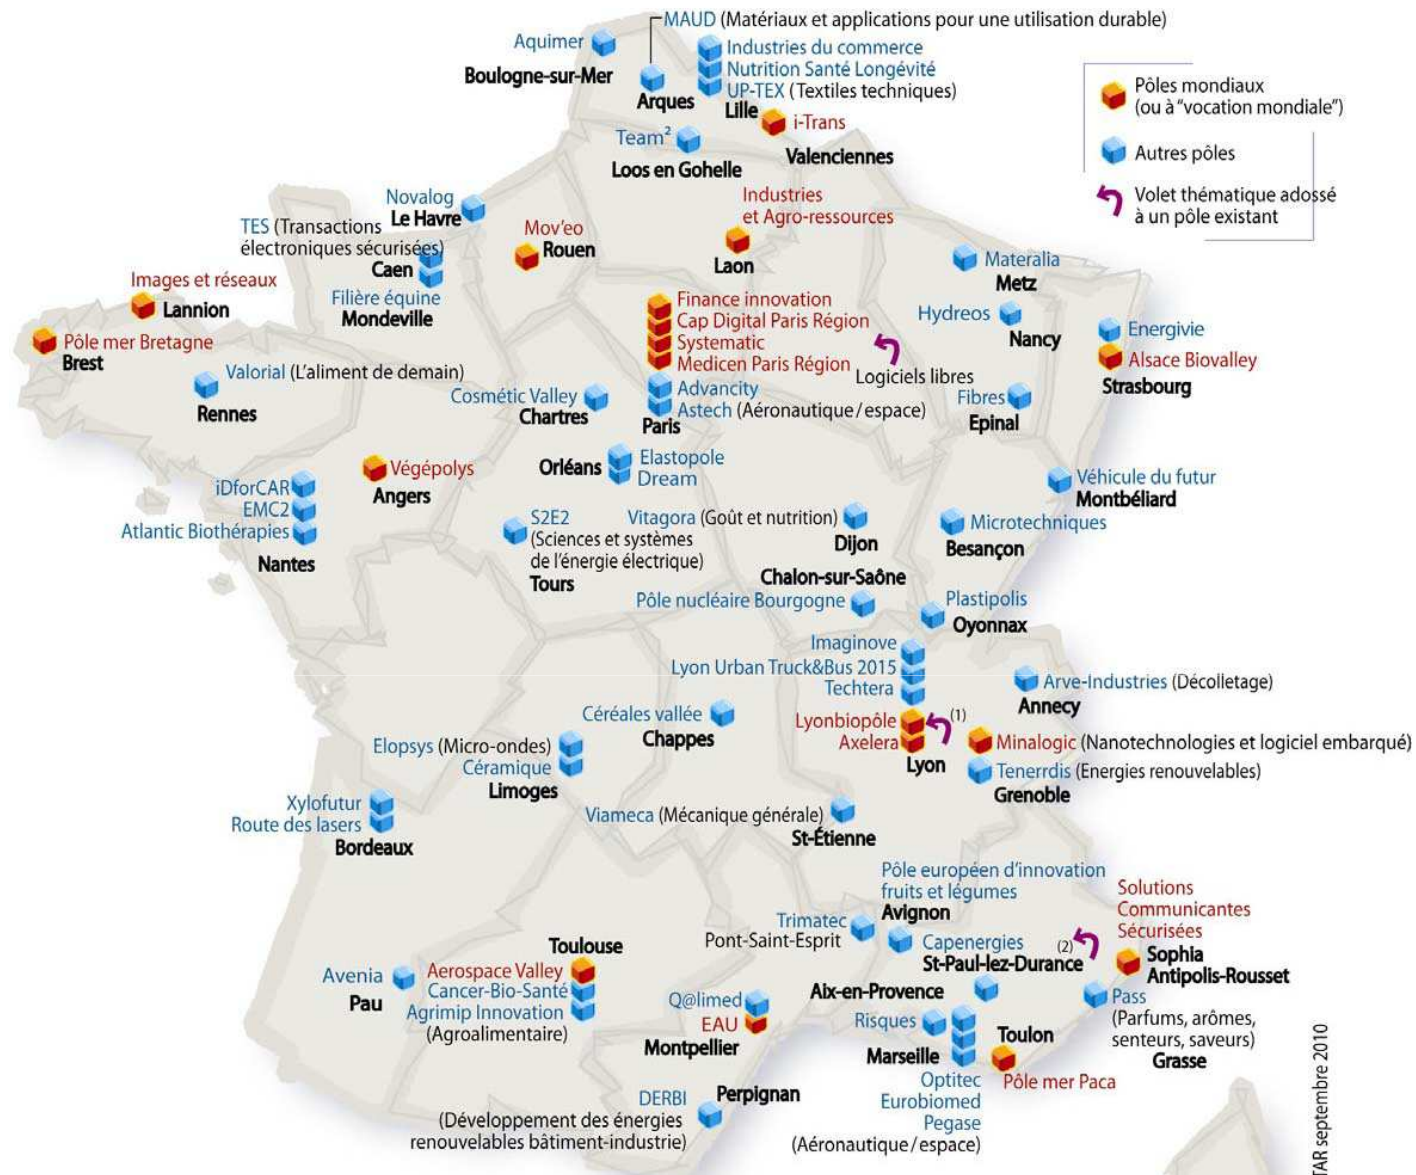 MAUD (Matériaux et applications pour une utilisation durable)
Aquimer
Boulogne-sur-Mer
Arques
Industries du commerce
Nutrition Santé Longévité
UP-TEX (Textiles techniques)
Lille
i-Trans
Valenciennes
Team²
Loos en Gohelle
Pôles mondiaux
(ou à "vocation mondiale")
Autres pôles
Volet thématique adossé
à un pôle existant
Novalog
Le Havre
TES (Transactions
électroniques sécurisées)
Caen
Filière équine
Mondeville
Mov'eo
Rouen
Industries
et Agro-ressources
Laon
Materalia
Metz
Hydreos
Nancy
Energivie
Alsace Biovalley
Strasbourg
Images et réseaux
Lannion
Pôle mer Bretagne
Brest
Valorial (L'aliment de demain)
Rennes
Finance innovation
Cap Digital Paris Région
Systematic
Medicen Paris Région
Logiciels libres
Advancity
Astech (Aéronautique/espace)
Paris
Cosmétic Valley
Chartres
Fibres
Epinal
Orléans
Elastopole
Dream
Végépolys
Angers
iDforCAR
EMC2
Atlantic Biothérapies
Nantes
S2E2
(Sciences et systèmes
de l'énergie électrique)
Tours
Vitagora (Goût et nutrition)
Dijon
Véhicule du futur
Montbéliard
Microtechniques
Besançon
Chalon-sur-Saône
Pôle nucléaire Bourgogne
Plastipolis
Oyonnax
Imaginove
Lyon Urban Truck&Bus 2015
Techtera
Lyonbiopôle
(1)
Axelera
Lyon
Arve-Industries (Décolletage)
Annecy
Minalogic (Nanotechnologies et logiciel embarqué)
Tenerrdis (Energies renouvelables)
Grenoble
Céréales vallée
Chappes
Elopsys (Micro-ondes)
Céramique
Limoges
Xylofutur
Route des lasers
Bordeaux
Viameca (Mécanique générale)
St-Étienne
Pôle européen d'innovation
fruits et légumes
Avignon
Trimatec
Pont-Saint-Esprit
Capenergies
(2)
St-Paul-lez-Durance
Solutions
Communicantes
Sécurisées
Sophia
Antipolis-Rousset
Toulouse
Aerospace Valley
Cancer-Bio-Santé
Agrimip Innovation
(Agroalimentaire)
Avenia
Pau
Q@limed
EAU
Montpellier
Aix-en-Provence
Risques
Marseille
Optitec
Eurobiomed
Pegase
(Aéronautique/espace)
Toulon
Pôle mer Paca
Pass
(Parfums, arômes,
senteurs, saveurs)
Grasse
DERBI
Perpignan
(Développement des énergies
renouvelables bâtiment-industrie)
TAR septembre 2010